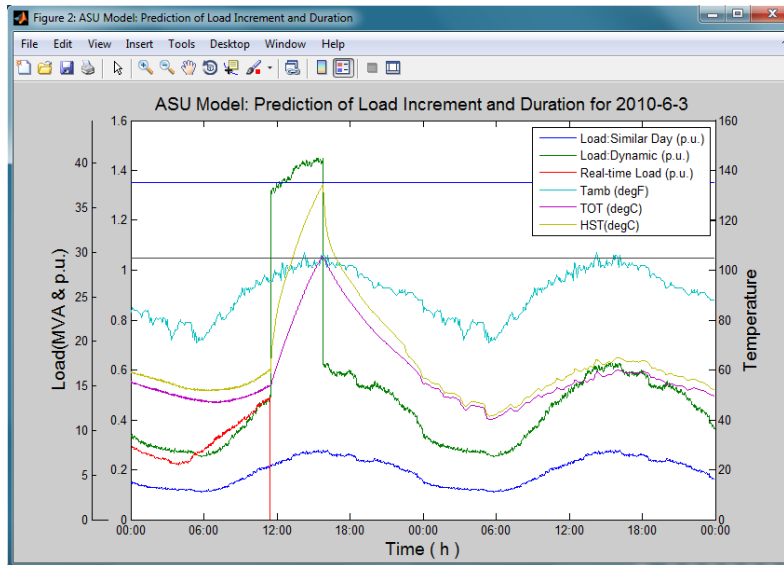 Figure 2: ASU Model: Prediction of Load Increment and Duration
File Edit View Insert Tools Desktop Window Help
ASU Model: Prediction of Load Increment and Duration for 2010-6-3
Load:Similar Day (p.u.)
Load:Dynamic (p.u.)
Real-time Load (p.u.)
Tamb (degF)
TOT (degC)
HST(degC)
Load(MVA & p.u.)
40
35
30
25
20
15
10
5
0
1.6
1.4
1.2
1
0.8
0.6
0.4
0.2
0
160
140
120
100
80
60
40
20
0
Temperature
00:00 06:00 12:00 18:00 00:00 06:00 12:00 18:00 00:00
Time ( h )